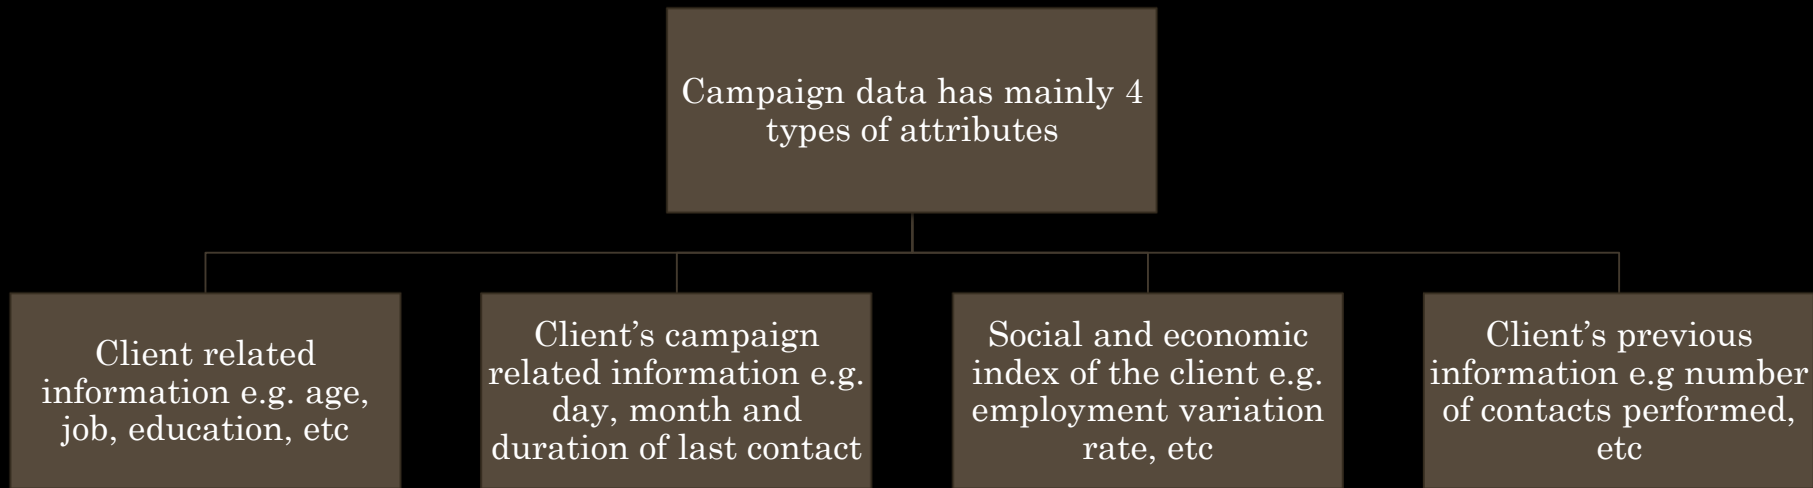 Campaign data has mainly 4
types of attributes
Client related
information e.g. age,
job, education, etc
Client’s campaign
related information e.g.
day, month and
duration of last contact
Social and economic
index of the client e.g.
employment variation
rate, etc
Client’s previous
information e.g number
of contacts performed,
etc